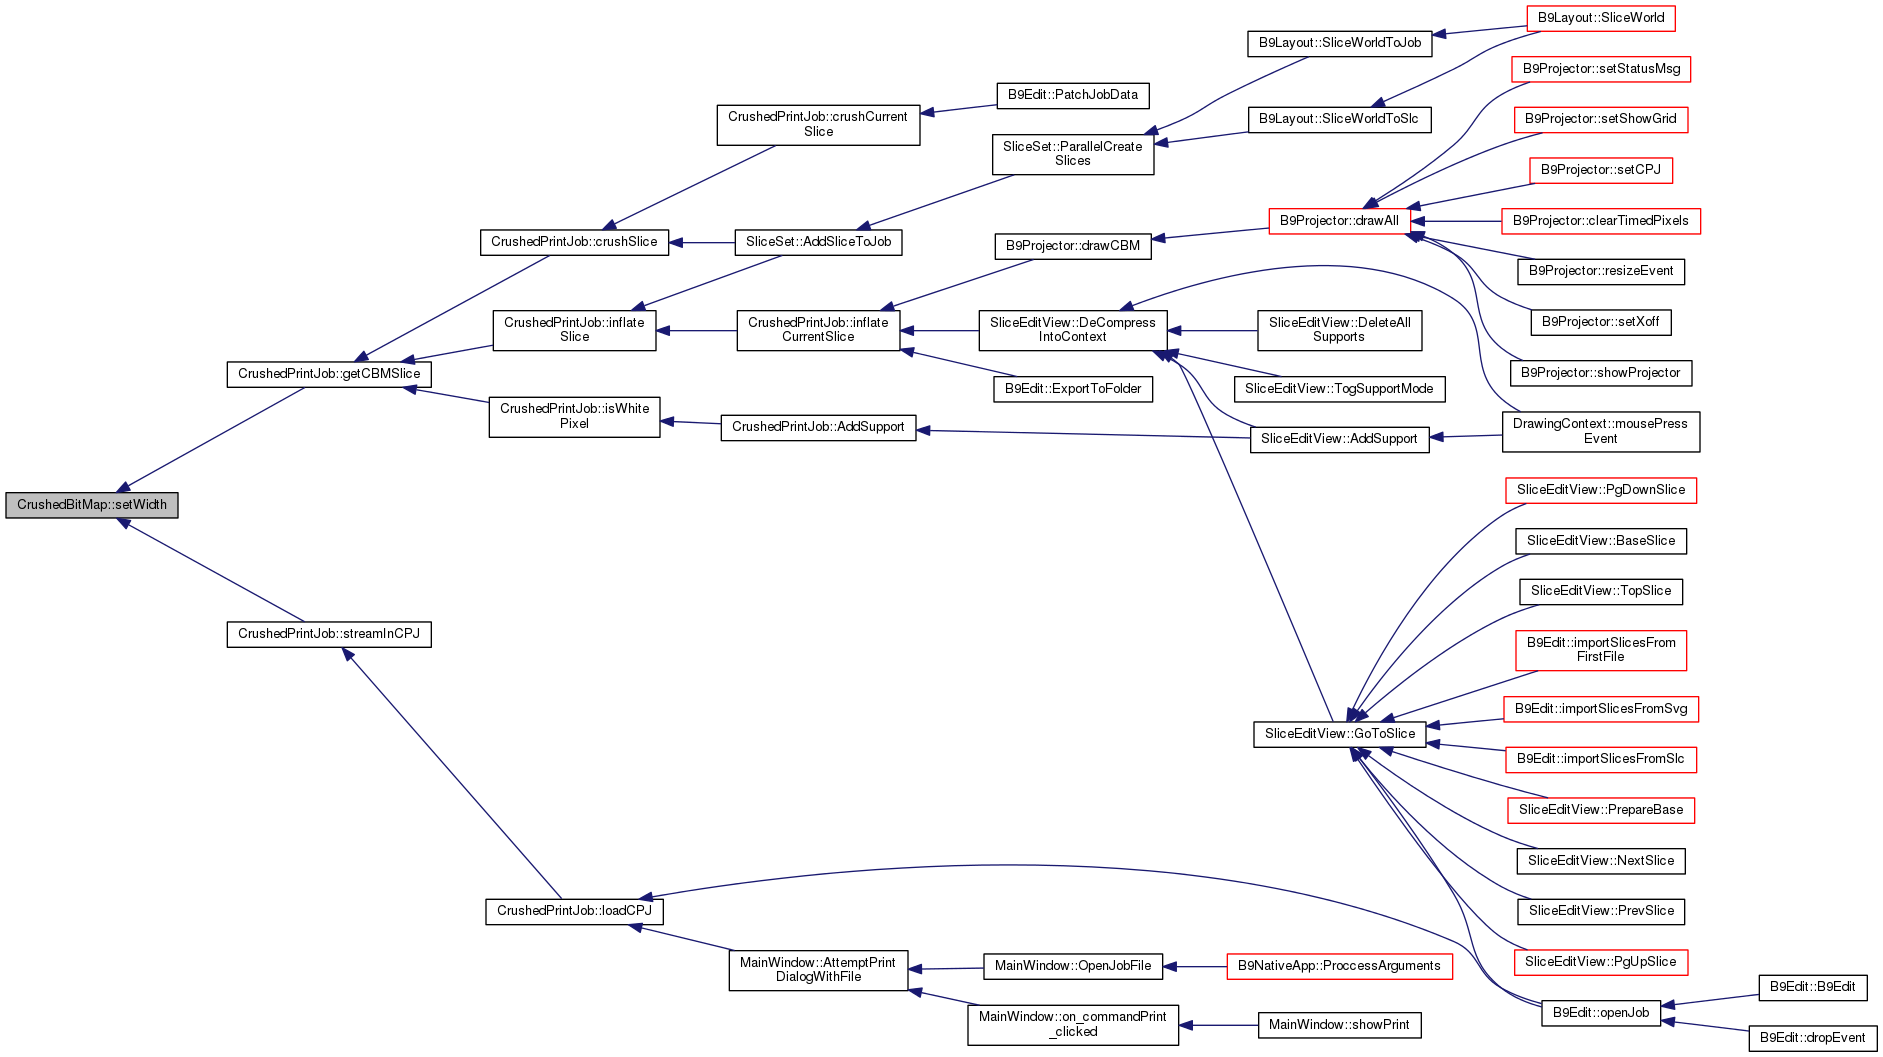 B9Layout::SliceWorld
B9Layout::SliceWorldToJob
B9Projector::setStatusMsg
B9Edit::PatchJobData
CrushedPrintJob::crushCurrent
Slice
B9Layout::SliceWorldToSlc
B9Projector::setShowGrid
SliceSet::ParallelCreate
Slices
B9Projector::setCPJ
B9Projector::drawAll
B9Projector::clearTimedPixels
CrushedPrintJob::crushSlice
SliceSet::AddSliceToJob
B9Projector::drawCBM
B9Projector::resizeEvent
CrushedPrintJob::inflate
Slice
CrushedPrintJob::inflate
CurrentSlice
SliceEditView::DeCompress
IntoContext
SliceEditView::DeleteAll
Supports
B9Projector::setXoff
CrushedPrintJob::getCBMSlice
B9Edit::ExportToFolder
SliceEditView::TogSupportMode
B9Projector::showProjector
CrushedPrintJob::isWhite
Pixel
CrushedPrintJob::AddSupport
SliceEditView::AddSupport
DrawingContext::mousePress
Event
CrushedBitMap::setWidth
SliceEditView::PgDownSlice
SliceEditView::BaseSlice
SliceEditView::TopSlice
CrushedPrintJob::streamInCPJ
B9Edit::importSlicesFrom
FirstFile
B9Edit::importSlicesFromSvg
SliceEditView::GoToSlice
B9Edit::importSlicesFromSlc
SliceEditView::PrepareBase
SliceEditView::NextSlice
CrushedPrintJob::loadCPJ
SliceEditView::PrevSlice
MainWindow::AttemptPrint
DialogWithFile
MainWindow::OpenJobFile
B9NativeApp::ProccessArguments
SliceEditView::PgUpSlice
B9Edit::B9Edit
MainWindow::on_commandPrint
_clicked
MainWindow::showPrint
B9Edit::openJob
B9Edit::dropEvent